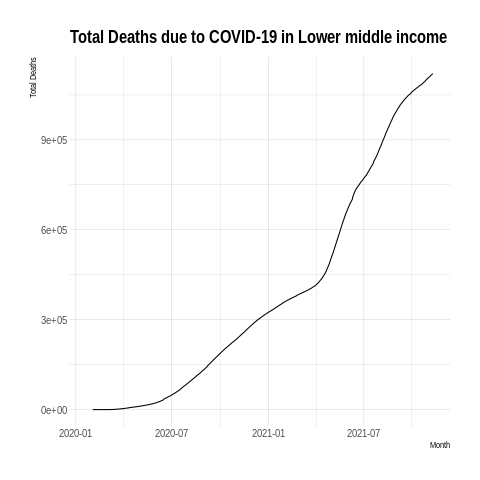 Total Deaths due to COVID-19 in Lower middle income
Total Deaths
9e+05
6e+05
3e+05
0e+00
2020-01 2020-07 2021-01 2021-07
Month